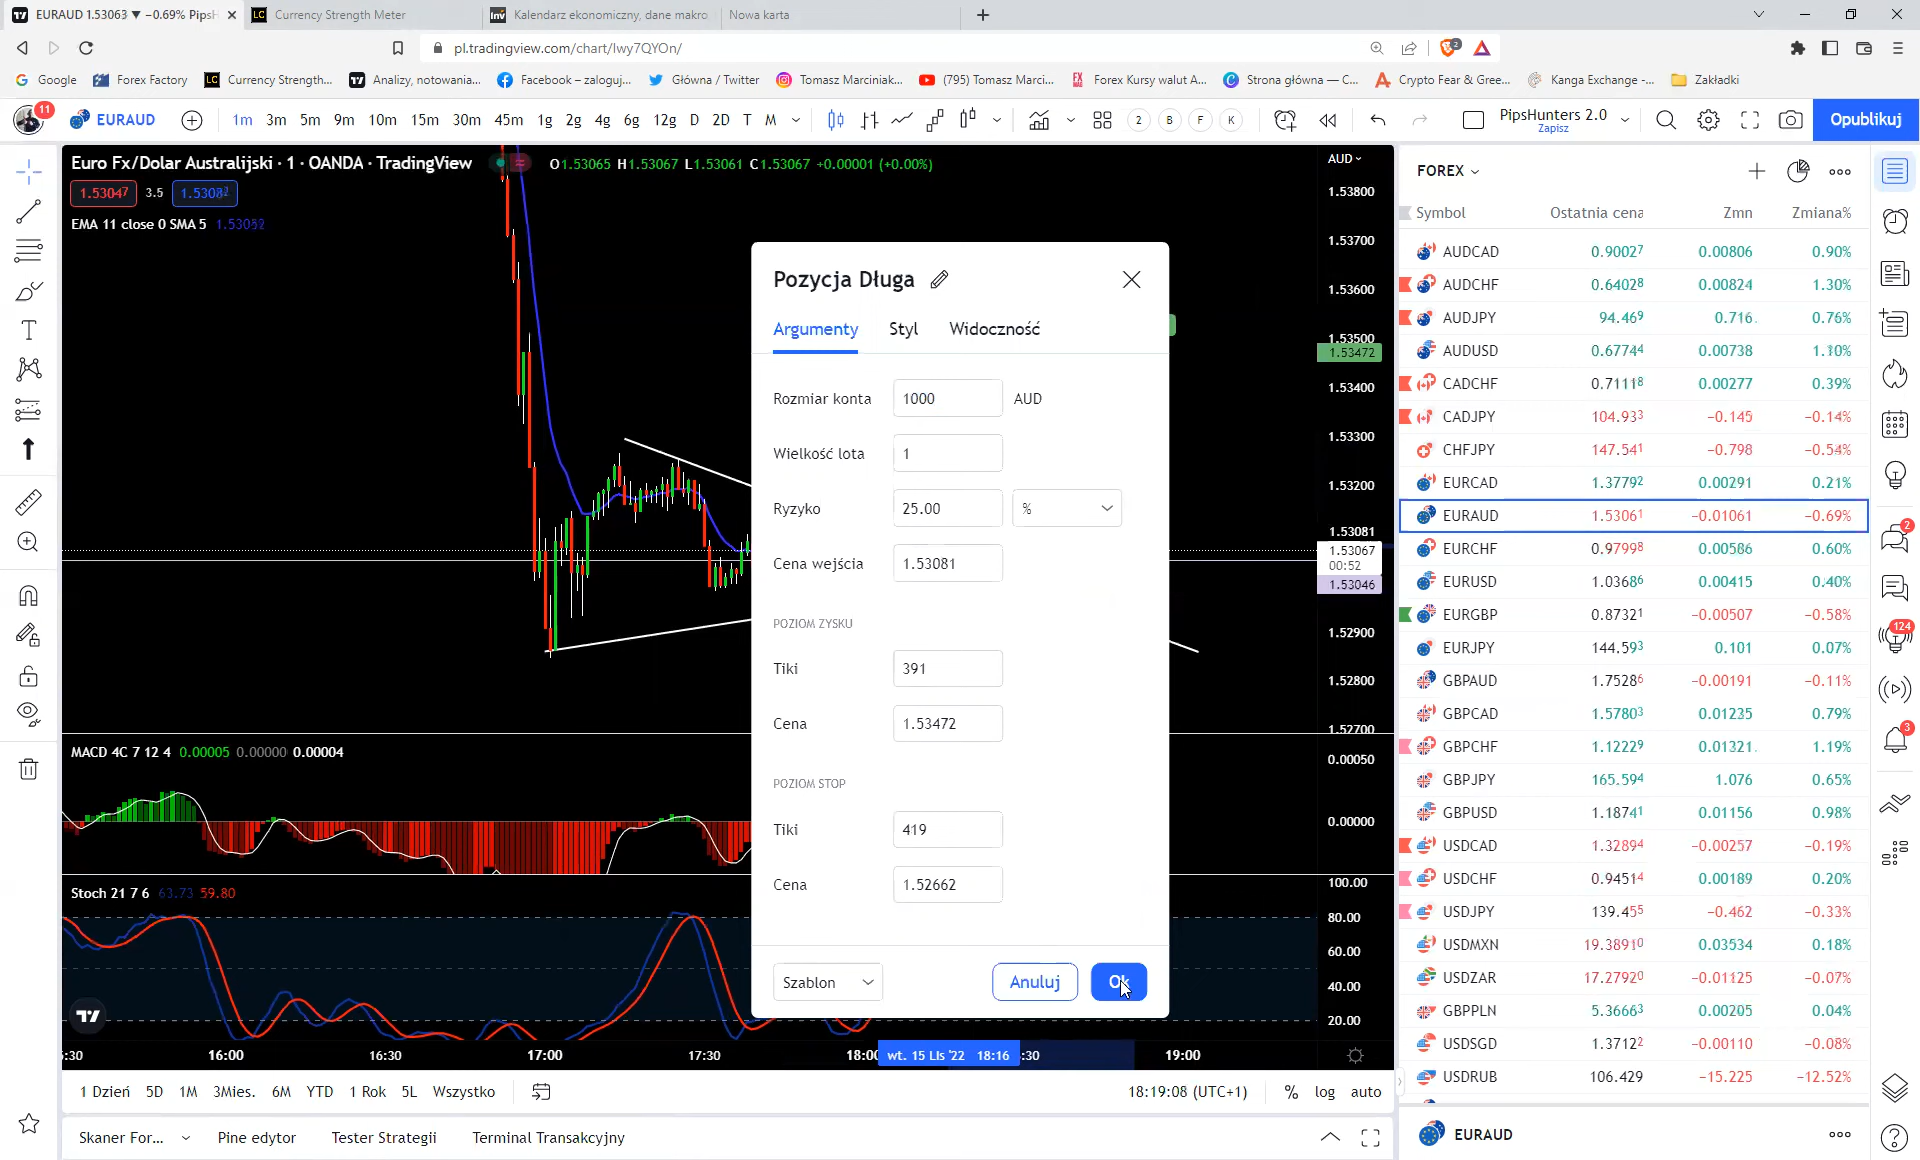 EURAUD 1.53063 ▼ −0.69% PipsH
Currency Strength Meter
Kalendarz ekonomiczny, dane makro
Nowa karta
pl.tradingview.com/chart/Iwy7QYOn/
2
Google
Forex Factory
Currency Strength...
Analizy, notowania...
Facebook – zaloguj...
Główna / Twitter
Tomasz Marciniak...
(795) Tomasz Marci...
Forex Kursy walut A...
Strona główna — C...
Crypto Fear & Gree...
Kanga Exchange -...
Zakładki
11
EURAUD
1m 3m 5m 9m 10m 15m 30m 45m 1g 2g 4g 6g 12g D 2D T M
2 B F K
PipsHunters 2.0
Zapisz
Opublikuj
Euro Fx/Dolar Australijski · 1 · OANDA · TradingView
O1.53065 H1.53067 L1.53061 C1.53067 +0.00001 (+0.00%)
1.53047 3.5 1.53082
EMA 11 close 0 SMA 5 1.53052
AUD
1.53800
1.53700
1.53600
1.53500
1.53472
1.53400
1.53300
1.53200
1.53081
1.53067
00:52
1.53046
1.52900
1.52800
1.52700
Pozycja Długa
Argumenty Styl Widoczność
Rozmiar konta 1000 AUD
Wielkość lota 1
Ryzyko 25.00 %
Cena wejścia 1.53081
POZIOM ZYSKU
Tiki 391
Cena 1.53472
POZIOM STOP
Tiki 419
Cena 1.52662
Szablon
Anuluj
Ok
MACD 4C 7 12 4 0.00005 0.00000 0.00004
0.00050
0.00000
Stoch 21 7 6 63.73 59.80
100.00
80.00
60.00
40.00
20.00
:30 16:00 16:30 17:00 17:30 18:00 wt. 15 Lis '22 18:16 :30 19:00
1 Dzień 5D 1M 3Mies. 6M YTD 1 Rok 5L Wszystko
18:19:08 (UTC+1) % log auto
Skaner For... Pine edytor Tester Strategii Terminal Transakcyjny
FOREX
Symbol Ostatnia cena Zmn Zmiana%
AUDCAD 0.90027 0.00806 0.90%
AUDCHF 0.64028 0.00824 1.30%
AUDJPY 94.469 0.716 0.76%
AUDUSD 0.67744 0.00738 1.10%
CADCHF 0.71118 0.00277 0.39%
CADJPY 104.933 −0.145 −0.14%
CHFJPY 147.541 −0.798 −0.54%
EURCAD 1.37792 0.00291 0.21%
EURAUD 1.53061 −0.01061 −0.69%
EURCHF 0.97998 0.00586 0.60%
EURUSD 1.03686 0.00415 0.40%
EURGBP 0.87321 −0.00507 −0.58%
EURJPY 144.593 0.101 0.07%
GBPAUD 1.75286 −0.00191 −0.11%
GBPCAD 1.57803 0.01235 0.79%
GBPCHF 1.12229 0.01321 1.19%
GBPJPY 165.594 1.076 0.65%
GBPUSD 1.18741 0.01156 0.98%
USDCAD 1.32894 −0.00257 −0.19%
USDCHF 0.94514 0.00189 0.20%
USDJPY 139.455 −0.462 −0.33%
USDMXN 19.38910 0.03534 0.18%
USDZAR 17.27920 −0.01125 −0.07%
GBPPLN 5.36663 0.00205 0.04%
USDSGD 1.37122 −0.00110 −0.08%
USDRUB 106.429 −15.225 −12.52%
EURAUD
2
124
3